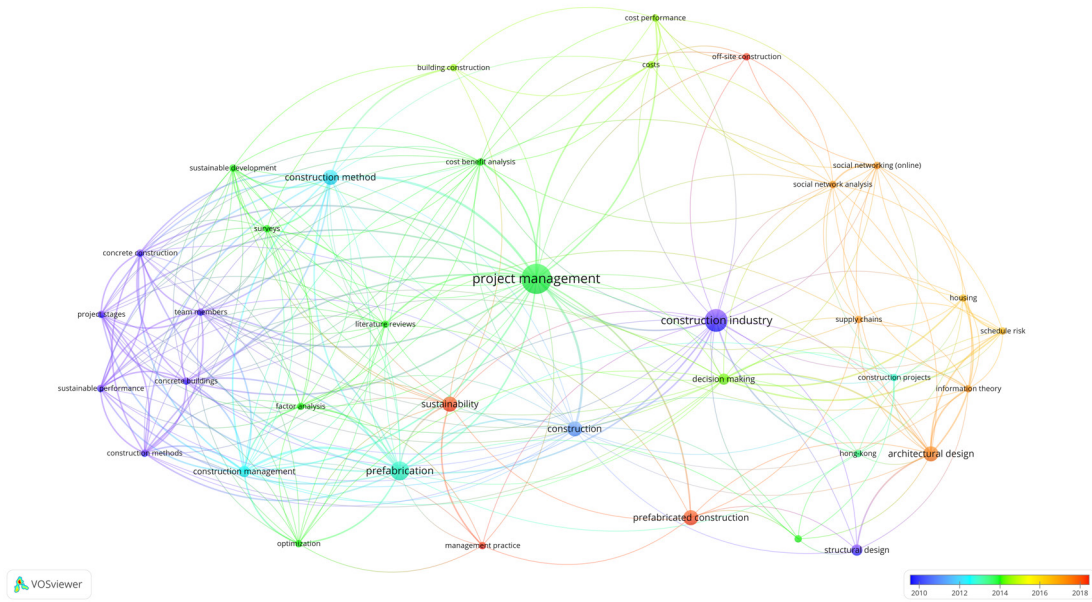 cost performance
off-site construction
costs
building construction
cost benefit analysis
social networking (online)
sustainable development
construction method
social network analysis
surveys
concrete construction
project management
housing
project stages
team members
construction industry
supply chains
literature reviews
schedule risk
decision making
construction projects
concrete buildings
sustainable performance
information theory
sustainability
factor analysis
construction
construction methods
hong-kong
architectural design
construction management
prefabrication
prefabricated construction
optimization
management practice
structural design
VOSviewer
2010 2012 2014 2016 2018